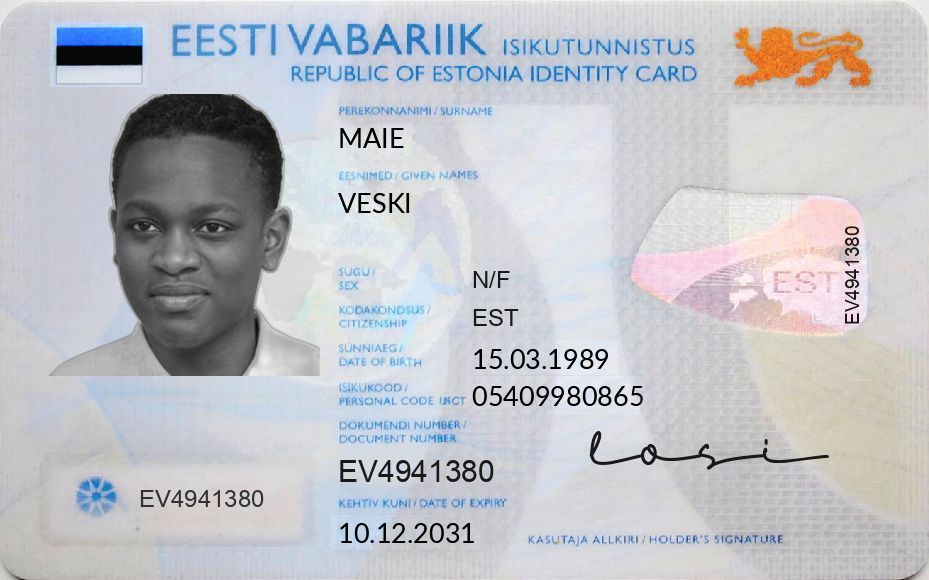 EESTI VABARIIK ISIKUTUNNISTUS
REPUBLIC OF ESTONIA IDENTITY CARD
PEREKONNANIMI / SURNAME
MAIE
EESNIMED / GIVEN NAMES
VESKI
SUGU /
SEX
N/F
KODAKONDSUS /
CITIZENSHIP
EST
SÜNNIAEG /
DATE OF BIRTH
15.03.1989
ISIKUKOOD /
PERSONAL CODE
05409980865
DOKUMENDI NUMBER /
DOCUMENT NUMBER
EV4941380
KEHTIV KUNI / DATE OF EXPIRY
10.12.2031
EV4941380
EST
EV4941380
losi
KASUTAJA ALLKIRI / HOLDER'S SIGNATURE